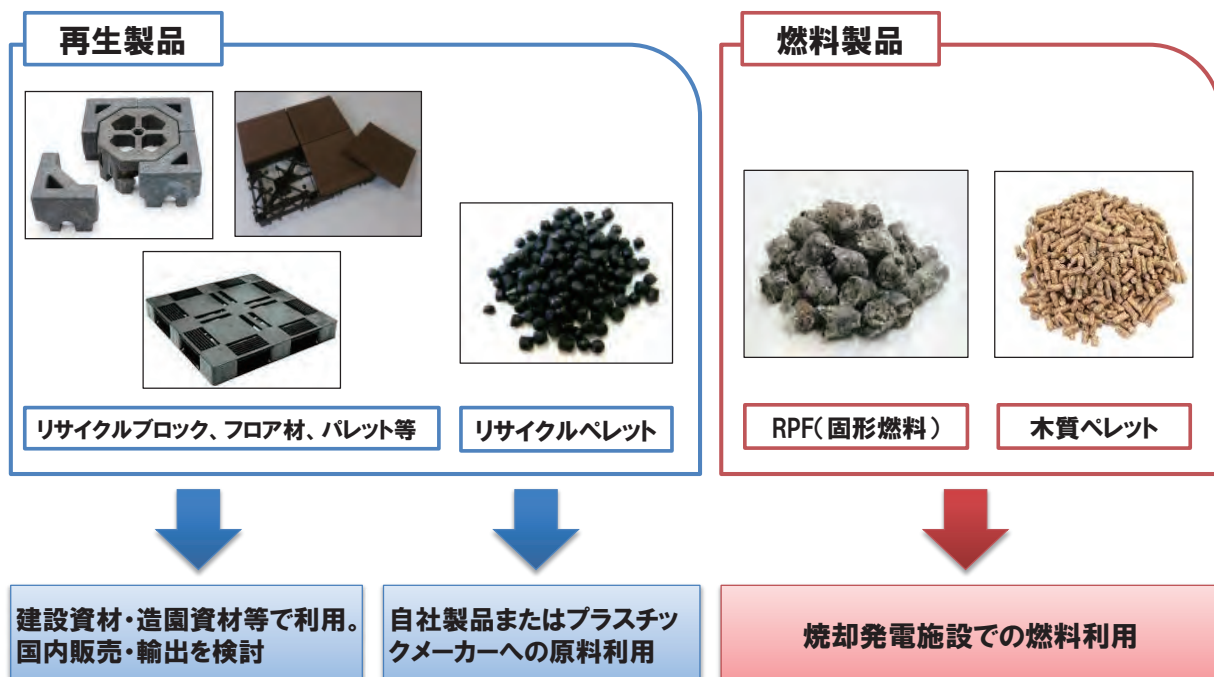 再生製品
燃料製品
リサイクルブロック、フロア材、パレット等
リサイクルペレット
RPF(固形燃料)
木質ペレット
建設資材・造園資材等で利用。
国内販売・輸出を検討
自社製品またはプラスチッ
クメーカーへの原料利用
焼却発電施設での燃料利用